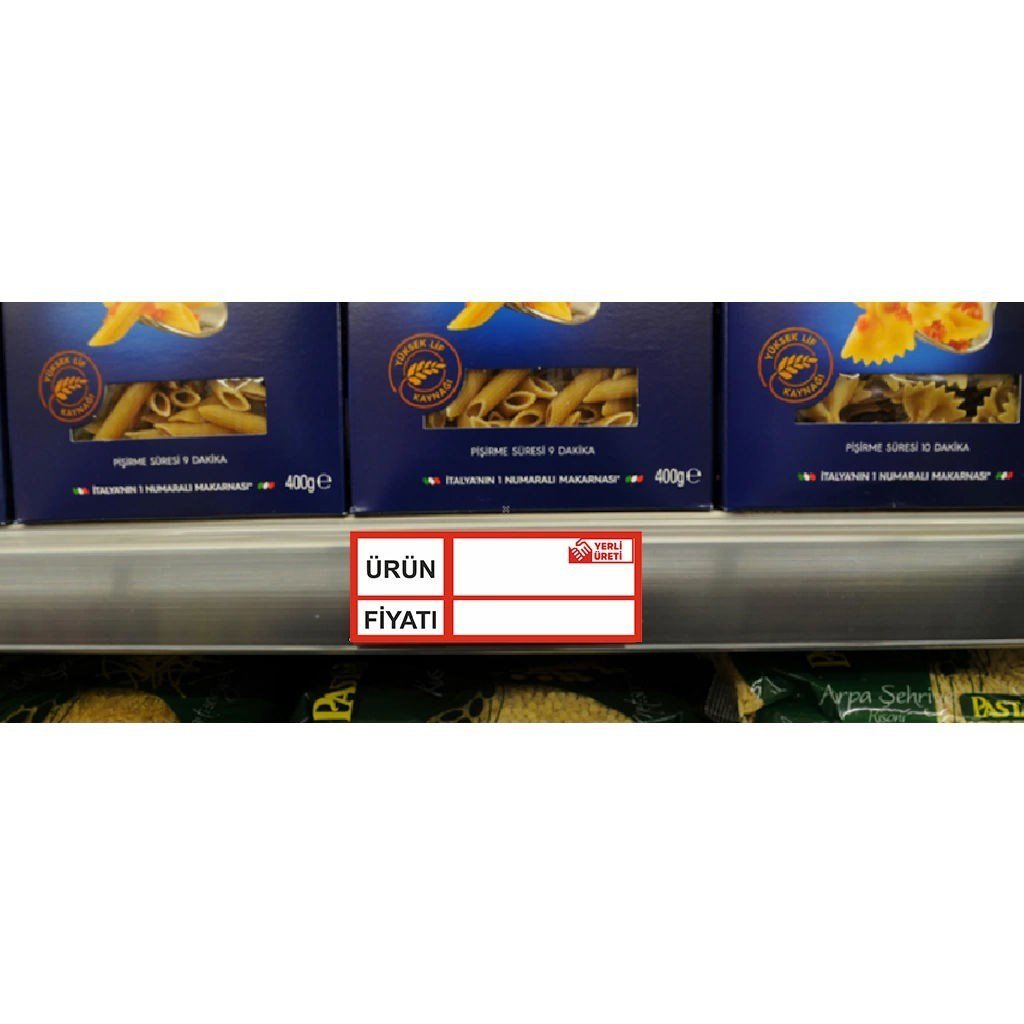 YÜKSEK LİF
KAYNAĞI
PİŞİRME SÜRESİ 9 DAKİKA
İTALYA'NIN 1 NUMARALI MAKARNASI*
400g℮
YÜKSEK LİF
KAYNAĞI
PİŞİRME SÜRESİ 9 DAKİKA
İTALYA'NIN 1 NUMARALI MAKARNASI*
400g℮
YÜKSEK LİF
KAYNAĞI
PİŞİRME SÜRESİ 10 DAKİKA
İTALYA'NIN 1 NUMARALI MAKARNASI*
ÜRÜN
YERLİ
ÜRETİ
FİYATI
Arpa Şehriye
PAST